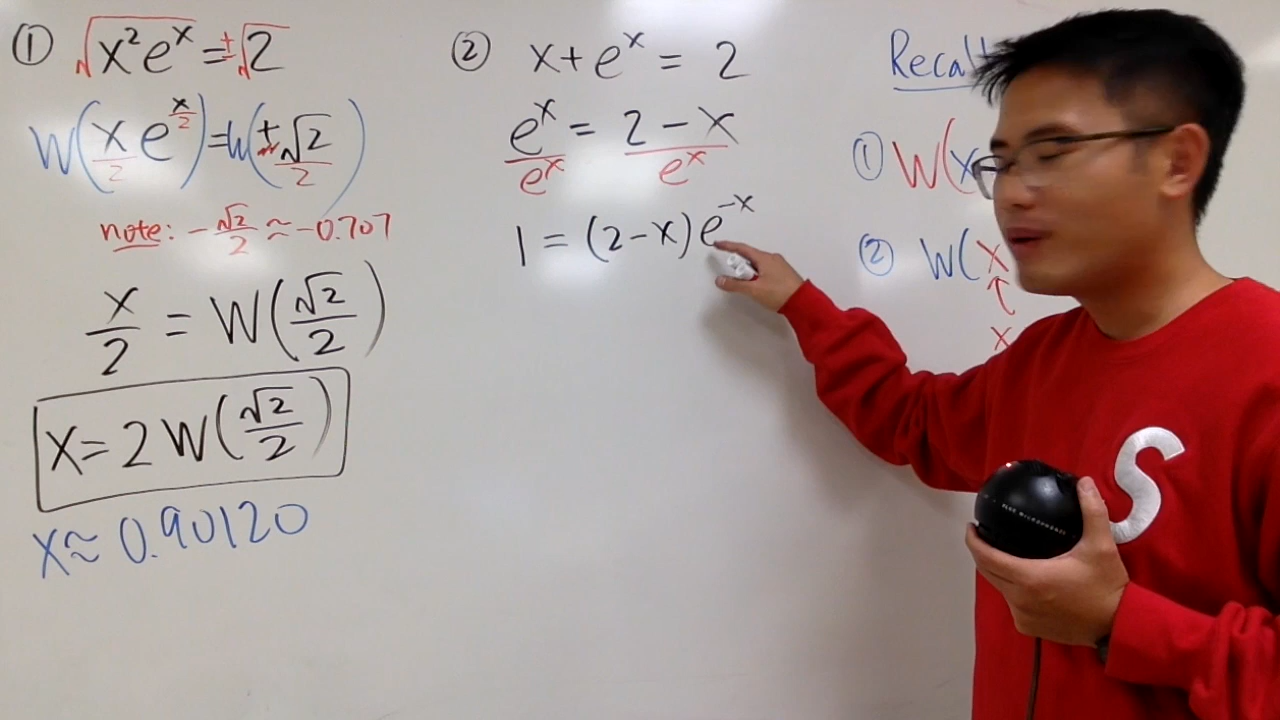 ① √(x²eˣ) = ±√2
W(x/2 e^(x/2)) = W(±√2/2)
note: -√2/2 ≈ -0.707
x/2 = W(√2/2)
x = 2W(√2/2)
x ≈ 0.90120
② x + eˣ = 2
eˣ/eˣ = (2 - x)/eˣ
1 = (2 - x)e⁻ˣ
① W(x
② W(x
↑
x
S